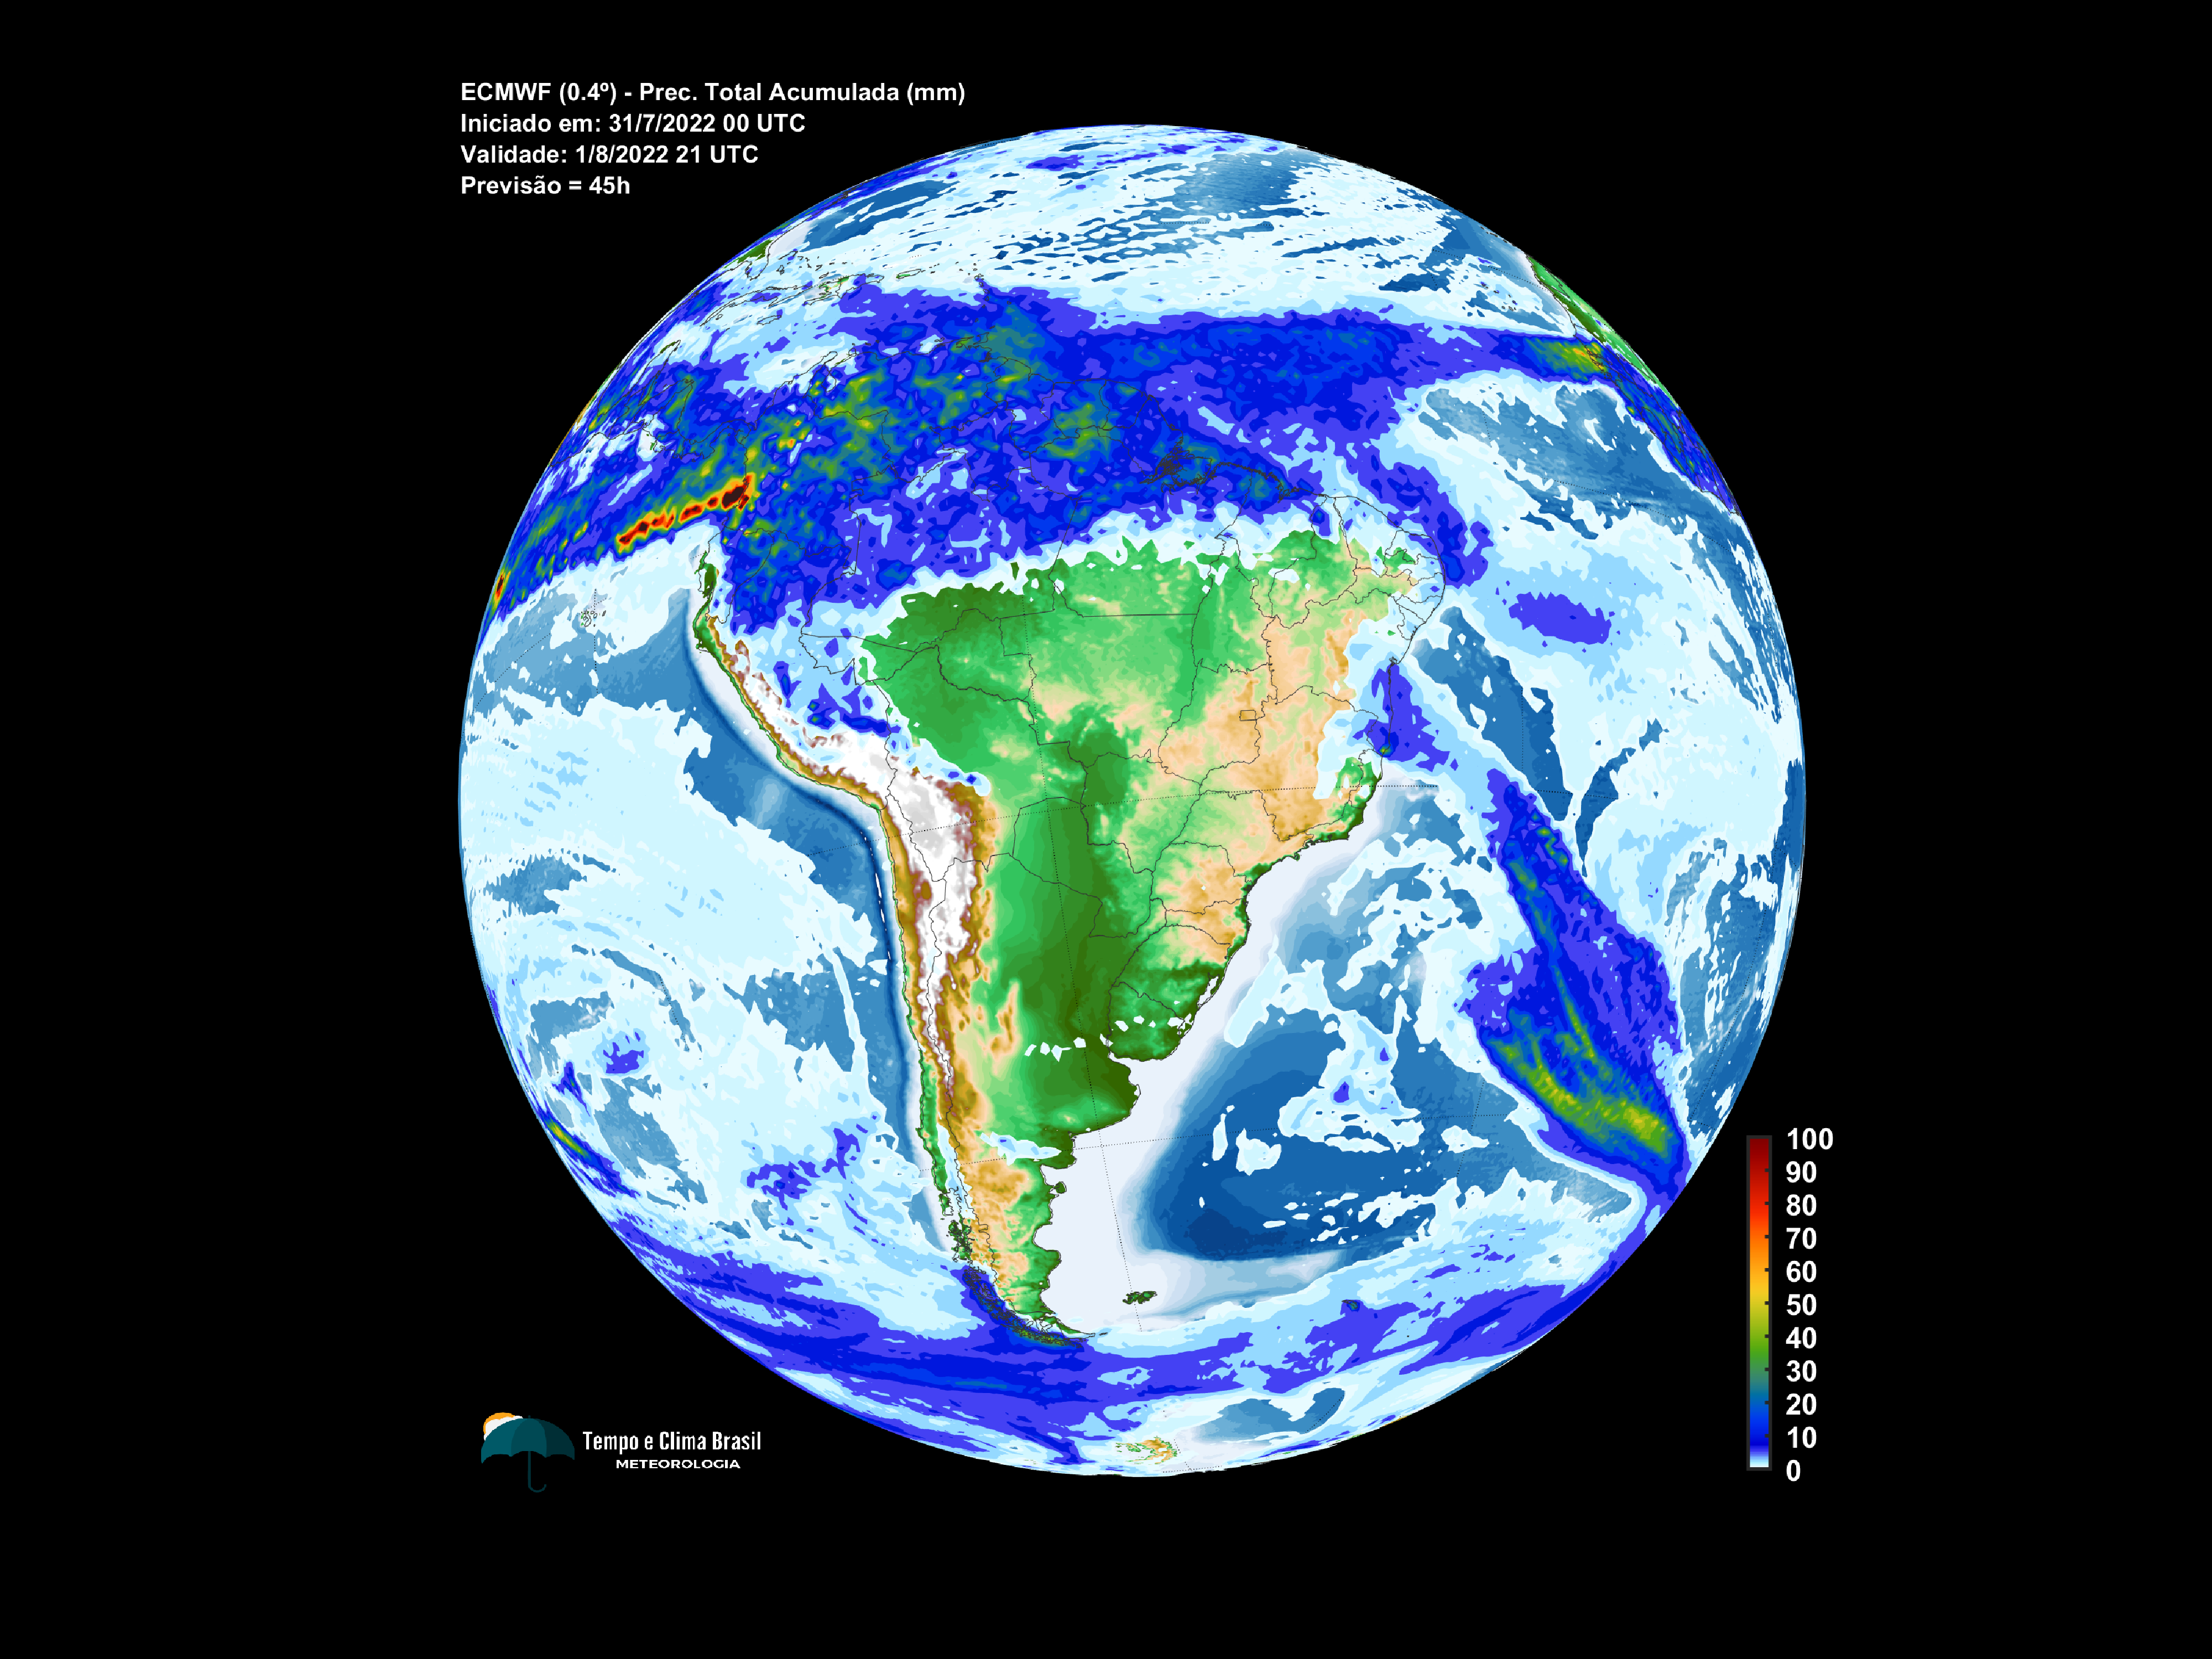 ECMWF (0.4º) - Prec. Total Acumulada (mm)
Iniciado em: 31/7/2022 00 UTC
Validade: 1/8/2022 21 UTC
Previsão = 45h
100
90
80
70
60
50
40
30
20
10
0
Tempo e Clima Brasil
METEOROLOGIA